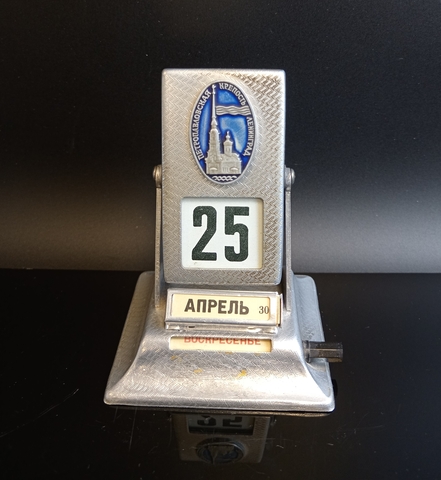 ПЕТРОПАВЛОВСКАЯ КРЕПОСТЬ ЛЕНИНГРАД
25
АПРЕЛЬ 30
ВОСКРЕСЕНЬЕ